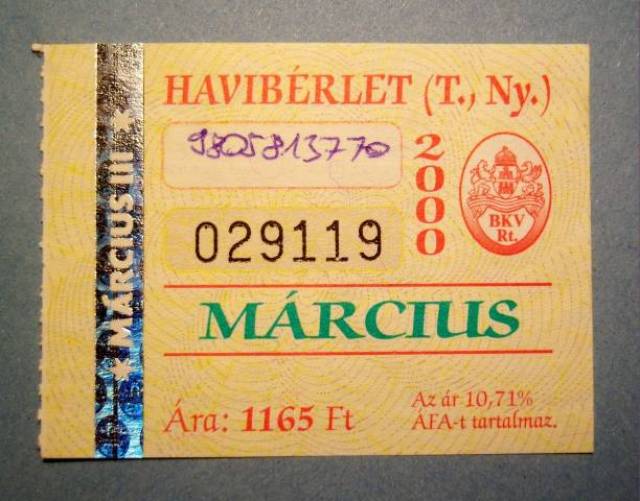 HAVIBÉRLET (T., Ny.)
9805813770
2000
BKV
Rt.
029119
MÁRCIUS
Ára: 1165 Ft
Az ár 10,71%
ÁFA-t tartalmaz.
★ MÁRCIUS III ★